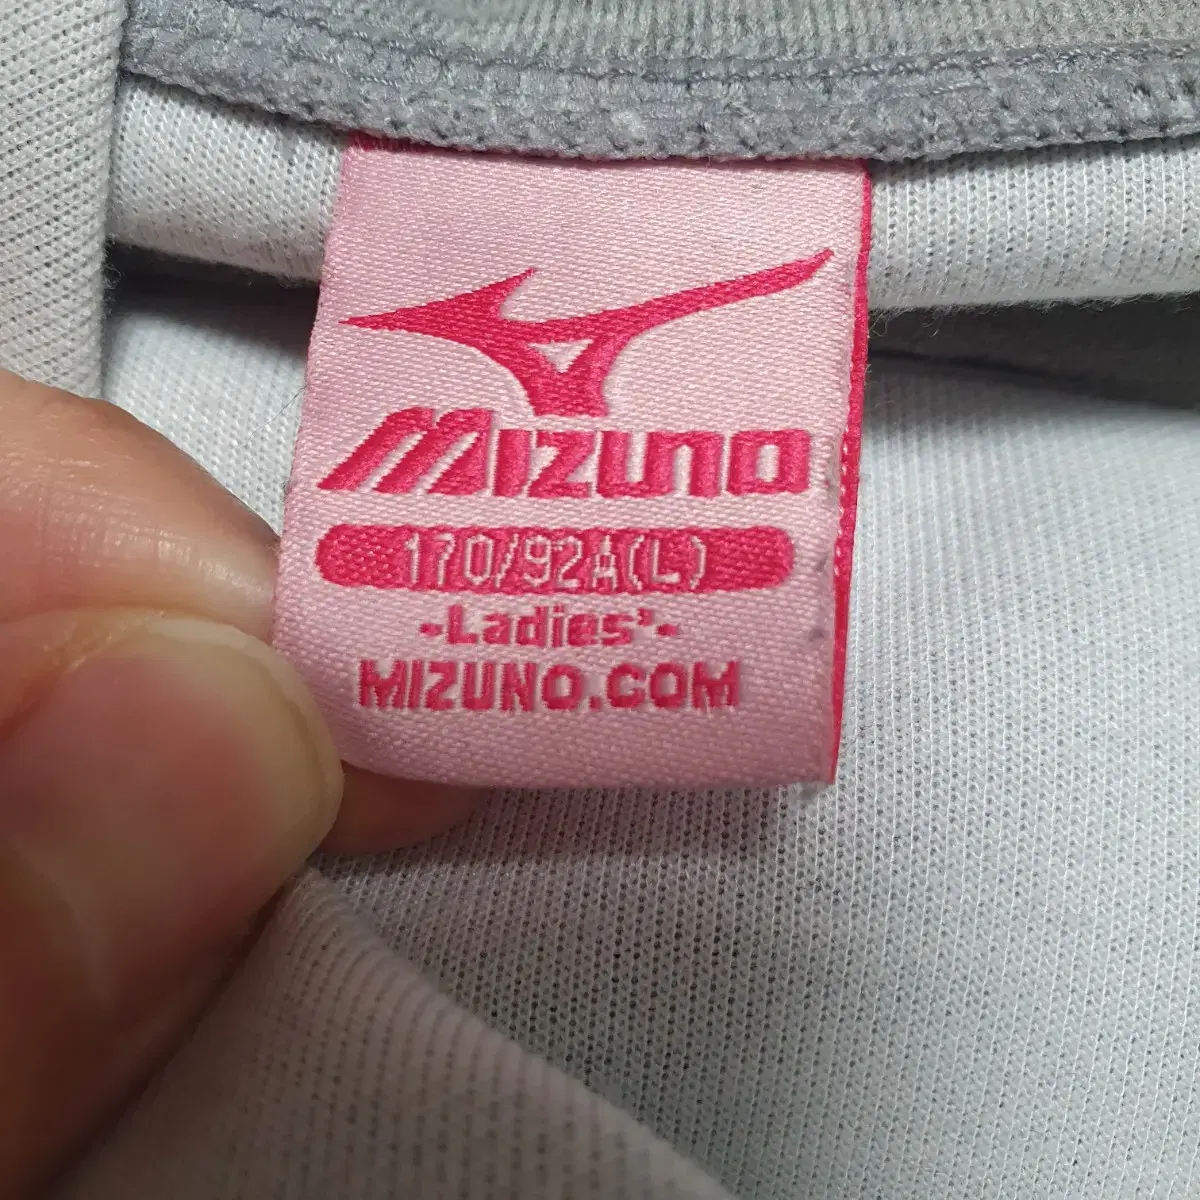 MIZUNO
170/92A(L)
-Ladies'-
MIZUNO.COM